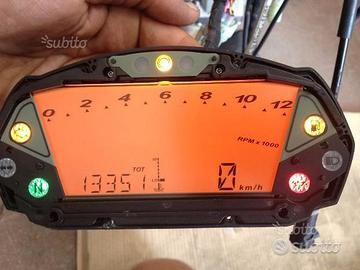 subito
0 2 4 6 8 10 12
RPM x 1000
TOT
13351
0 km/h
N
subito